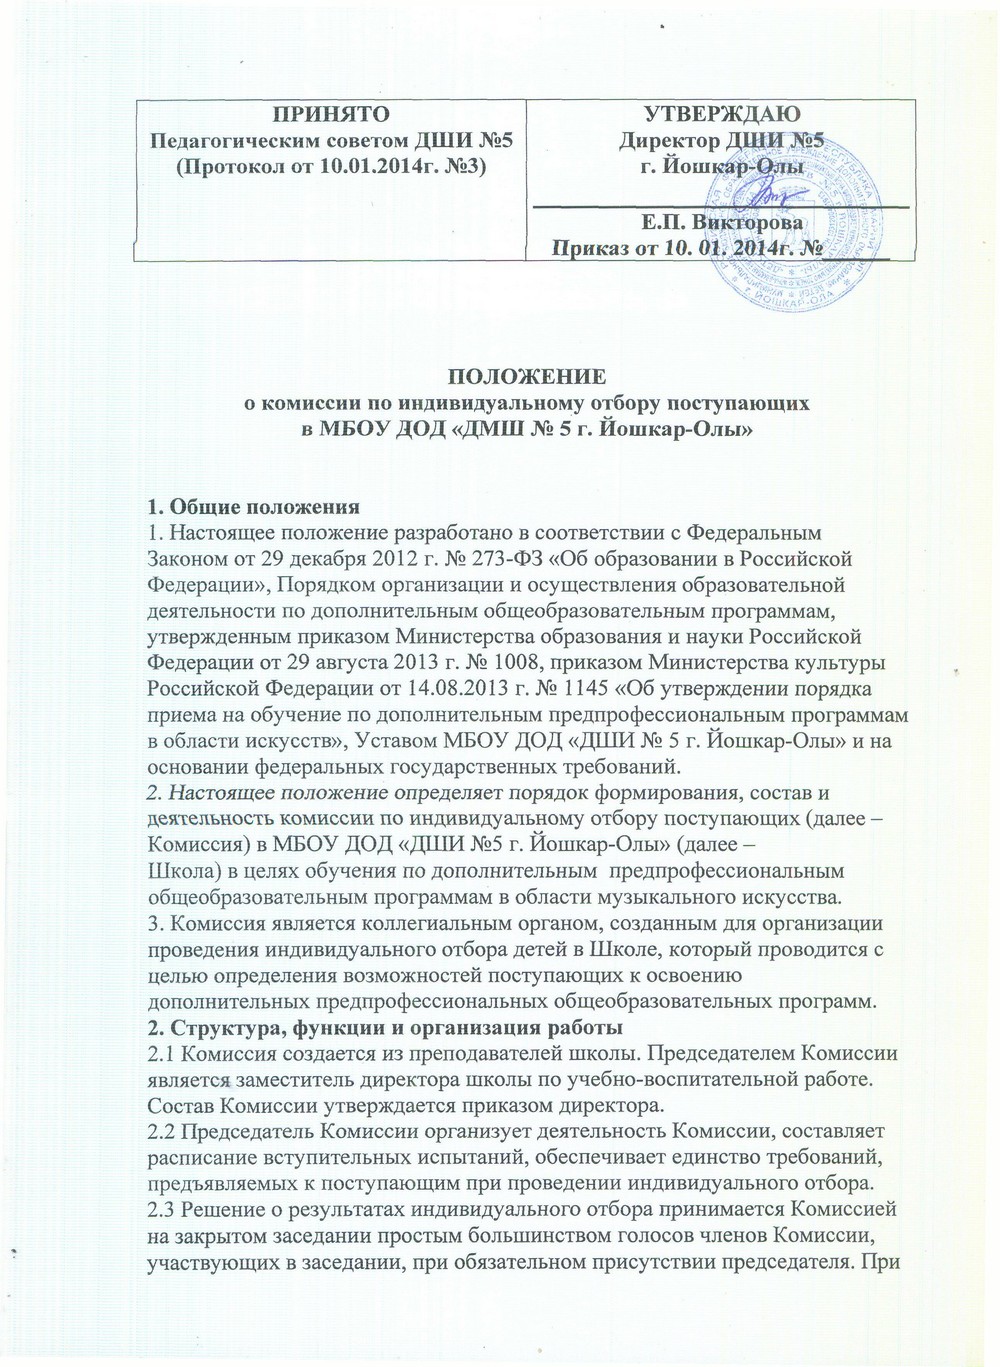 ПРИНЯТО
Педагогическим советом ДШИ №5
(Протокол от 10.01.2014г. №3)
УТВЕРЖДАЮ
Директор ДШИ №5
г. Йошкар-Олы
Е.П. Викторова
Приказ от 10. 01. 2014г. №______
г. ЙОШКАР-ОЛА
ПОЛОЖЕНИЕ
о комиссии по индивидуальному отбору поступающих
в МБОУ ДОД «ДМШ № 5 г. Йошкар-Олы»
1. Общие положения
1. Настоящее положение разработано в соответствии с Федеральным
Законом от 29 декабря 2012 г. № 273-ФЗ «Об образовании в Российской
Федерации», Порядком организации и осуществления образовательной
деятельности по дополнительным общеобразовательным программам,
утвержденным приказом Министерства образования и науки Российской
Федерации от 29 августа 2013 г. № 1008, приказом Министерства культуры
Российской Федерации от 14.08.2013 г. № 1145 «Об утверждении порядка
приема на обучение по дополнительным предпрофессиональным программам
в области искусств», Уставом МБОУ ДОД «ДШИ № 5 г. Йошкар-Олы» и на
основании федеральных государственных требований.
2. Настоящее положение определяет порядок формирования, состав и
деятельность комиссии по индивидуальному отбору поступающих (далее –
Комиссия) в МБОУ ДОД «ДШИ №5 г. Йошкар-Олы» (далее –
Школа) в целях обучения по дополнительным предпрофессиональным
общеобразовательным программам в области музыкального искусства.
3. Комиссия является коллегиальным органом, созданным для организации
проведения индивидуального отбора детей в Школе, который проводится с
целью определения возможностей поступающих к освоению
дополнительных предпрофессиональных общеобразовательных программ.
2. Структура, функции и организация работы
2.1 Комиссия создается из преподавателей школы. Председателем Комиссии
является заместитель директора школы по учебно-воспитательной работе.
Состав Комиссии утверждается приказом директора.
2.2 Председатель Комиссии организует деятельность Комиссии, составляет
расписание вступительных испытаний, обеспечивает единство требований,
предъявляемых к поступающим при проведении индивидуального отбора.
2.3 Решение о результатах индивидуального отбора принимается Комиссией
на закрытом заседании простым большинством голосов членов Комиссии,
участвующих в заседании, при обязательном присутствии председателя. При